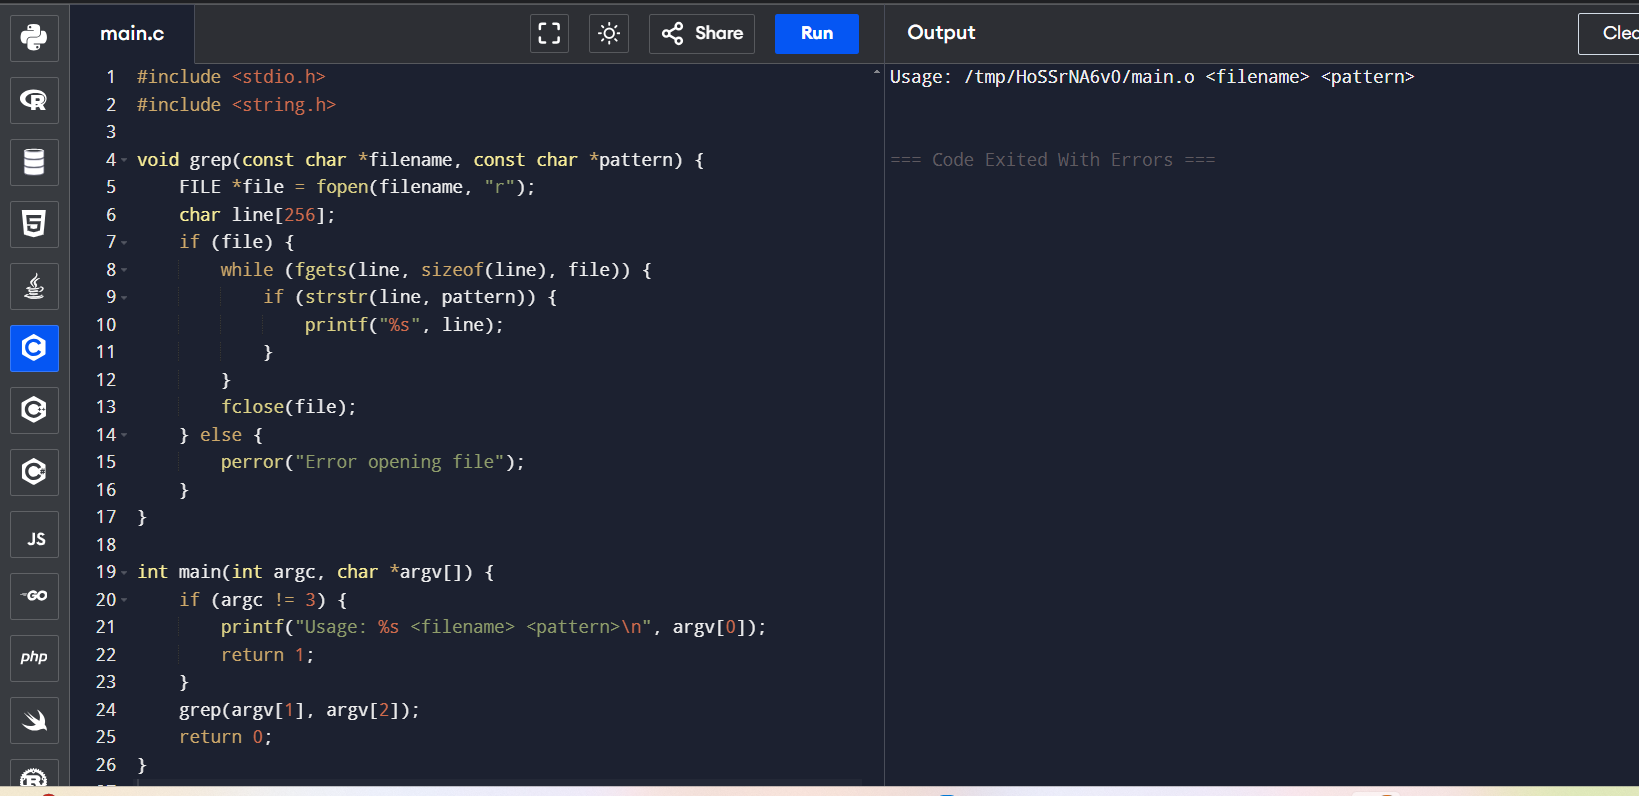 main.c
Share
Run
Output
1 #include <stdio.h>
2 #include <string.h>
3
4 void grep(const char *filename, const char *pattern) {
5     FILE *file = fopen(filename, "r");
6     char line[256];
7     if (file) {
8         while (fgets(line, sizeof(line), file)) {
9             if (strstr(line, pattern)) {
10                 printf("%s", line);
11             }
12         }
13         fclose(file);
14     } else {
15         perror("Error opening file");
16     }
17 }
18
19 int main(int argc, char *argv[]) {
20     if (argc != 3) {
21         printf("Usage: %s <filename> <pattern>\n", argv[0]);
22         return 1;
23     }
24     grep(argv[1], argv[2]);
25     return 0;
26 }
Usage: /tmp/HoSSrNA6vO/main.o <filename> <pattern>
=== Code Exited With Errors ===
JS
GO
php